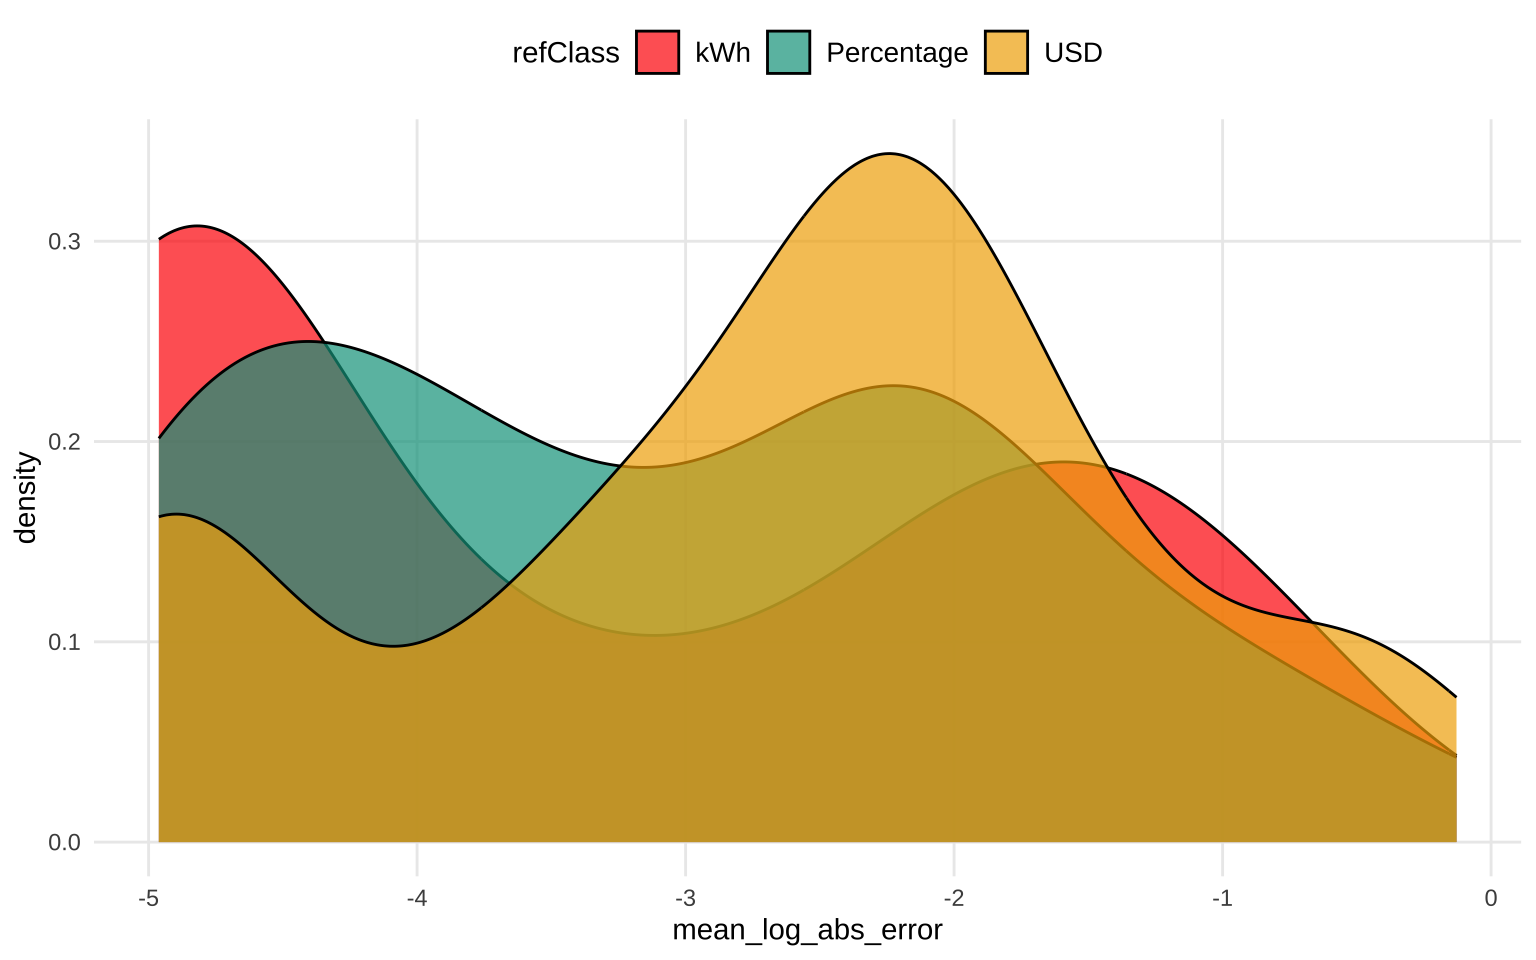 refClass kWh Percentage USD
0.3
0.2
0.1
0.0
density
-5 -4 -3 -2 -1 0
mean_log_abs_error